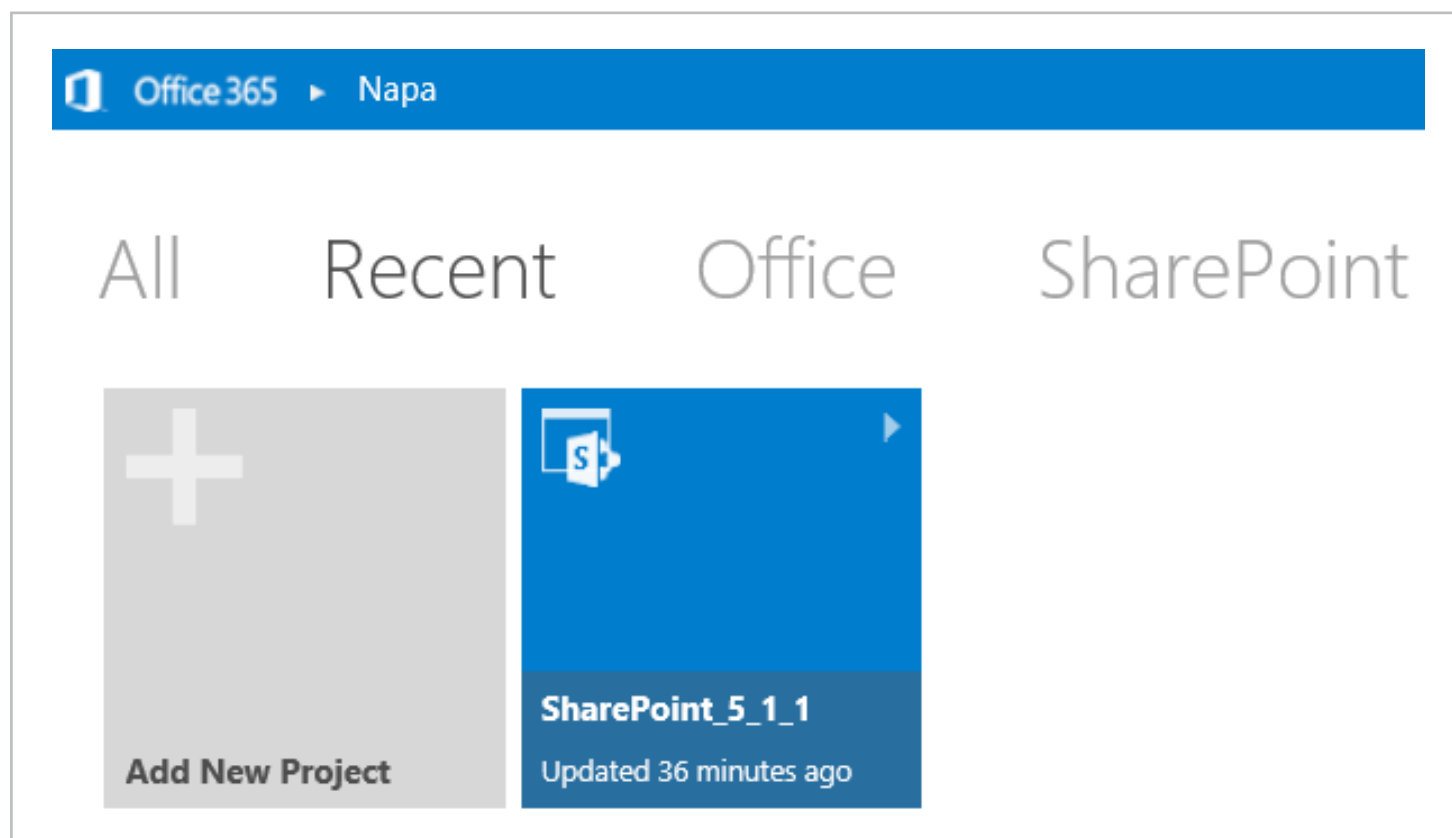 Office 365 ▸ Napa
All Recent Office SharePoint
S
SharePoint_5_1_1
Add New Project
Updated 36 minutes ago